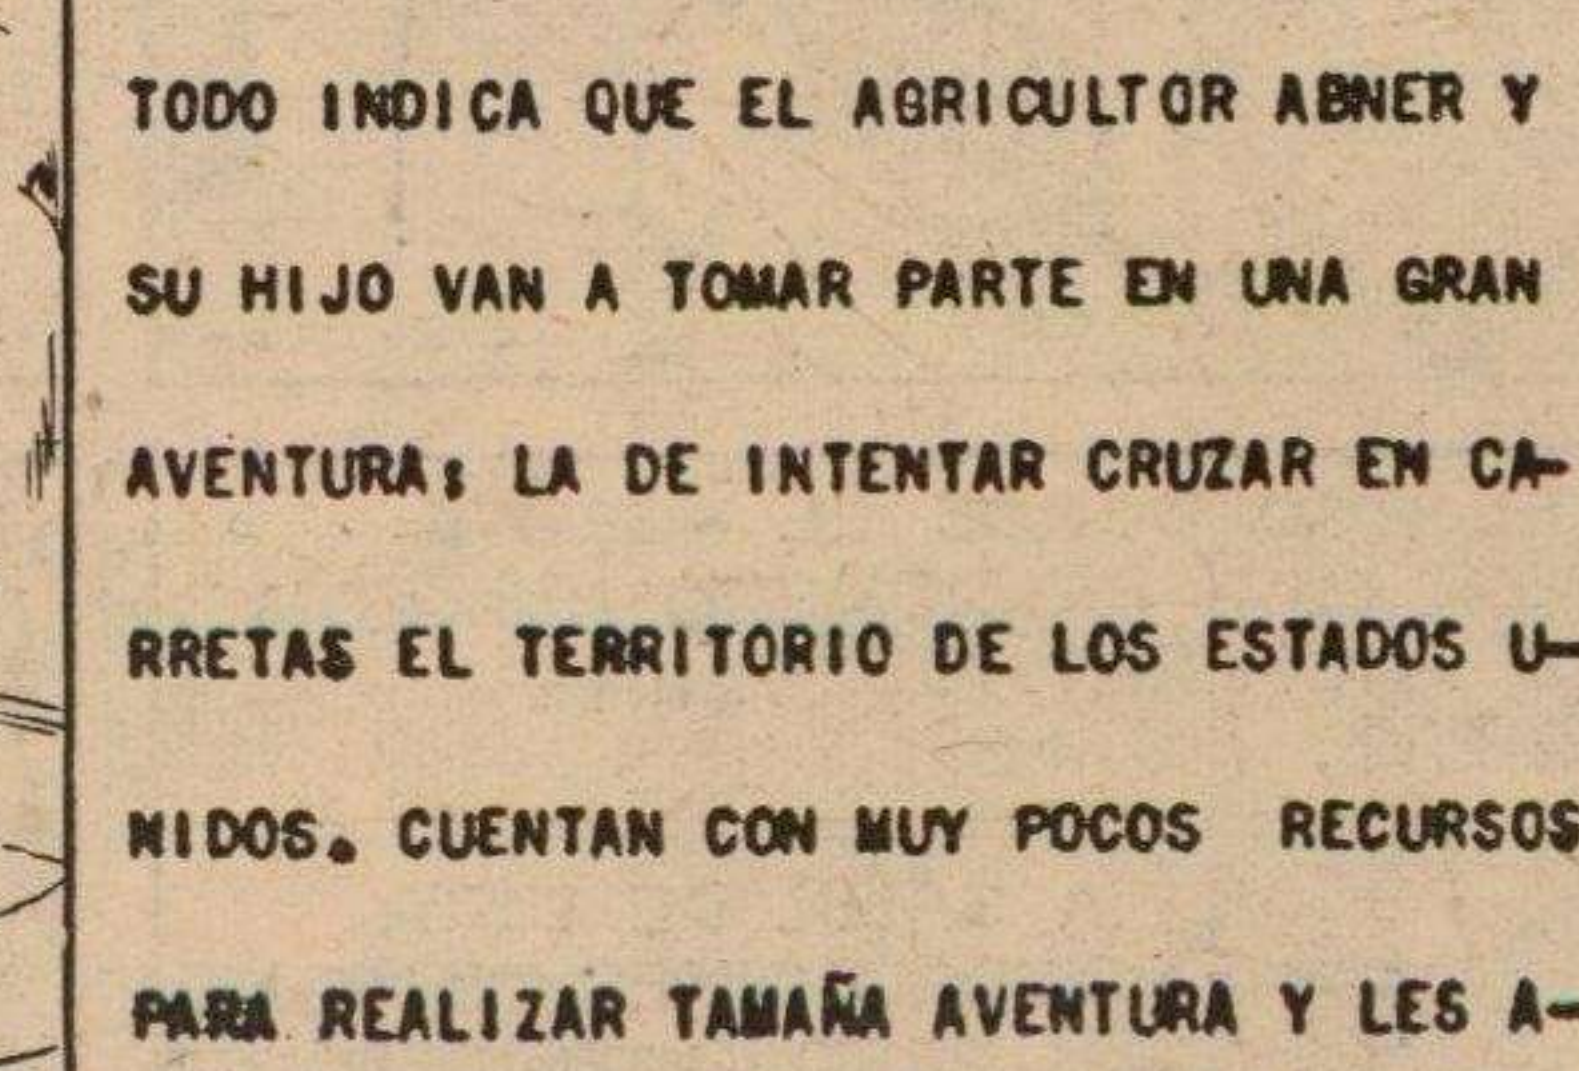 TODO INDICA QUE EL AGRICULTOR ABNER Y
SU HIJO VAN A TOMAR PARTE EN UNA GRAN
AVENTURA: LA DE INTENTAR CRUZAR EN CA-
RRETAS EL TERRITORIO DE LOS ESTADOS U-
NIDOS. CUENTAN CON MUY POCOS RECURSOS
PARA REALIZAR TAMAÑA AVENTURA Y LES A-